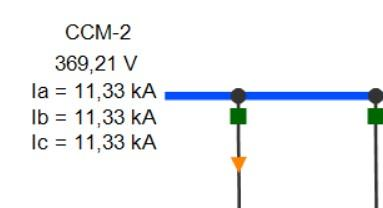 CCM-2
369,21 V
Ia = 11,33 kA
Ib = 11,33 kA
Ic = 11,33 kA